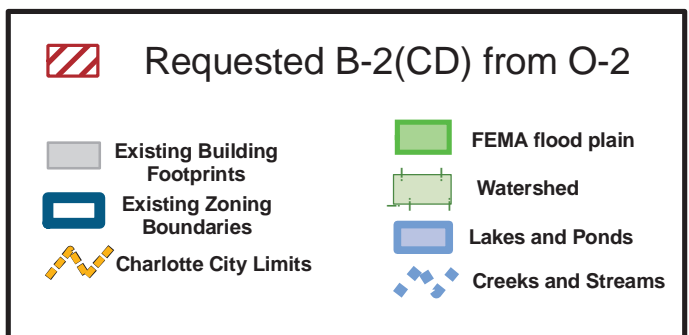 Requested B-2(CD) from O-2
Existing Building
Footprints
Existing Zoning
Boundaries
Charlotte City Limits
FEMA flood plain
Watershed
Lakes and Ponds
Creeks and Streams